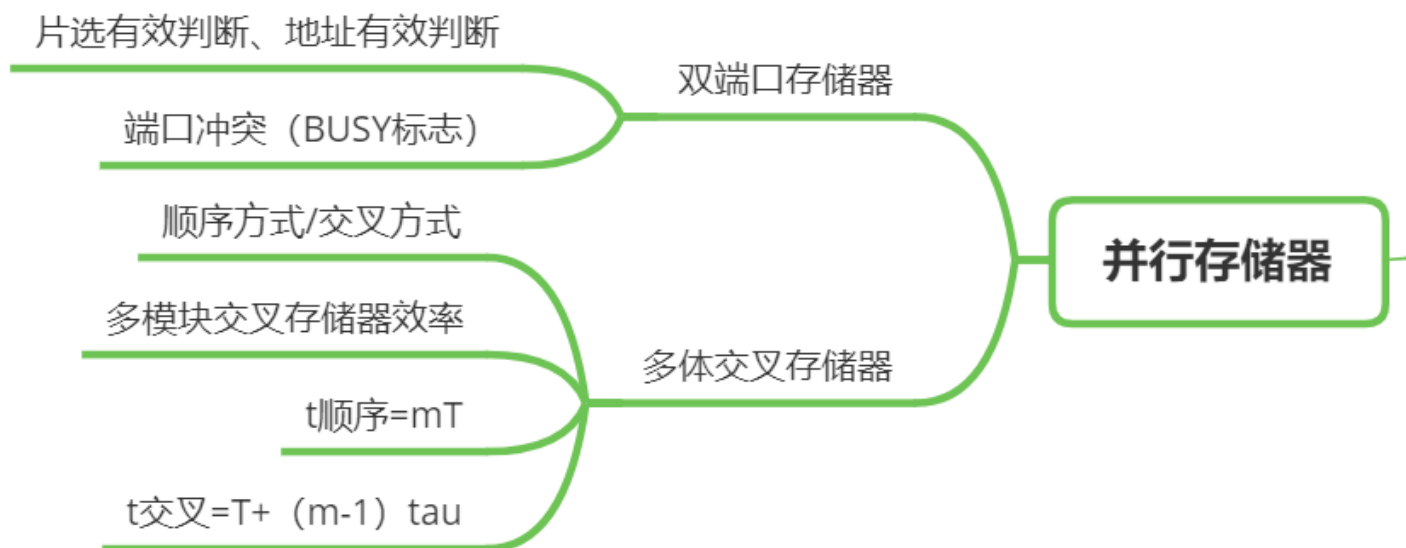 片选有效判断、地址有效判断
双端口存储器
端口冲突（BUSY标志）
顺序方式/交叉方式
并行存储器
多模块交叉存储器效率
多体交叉存储器
t顺序=mT
t交叉=T+（m-1）tau